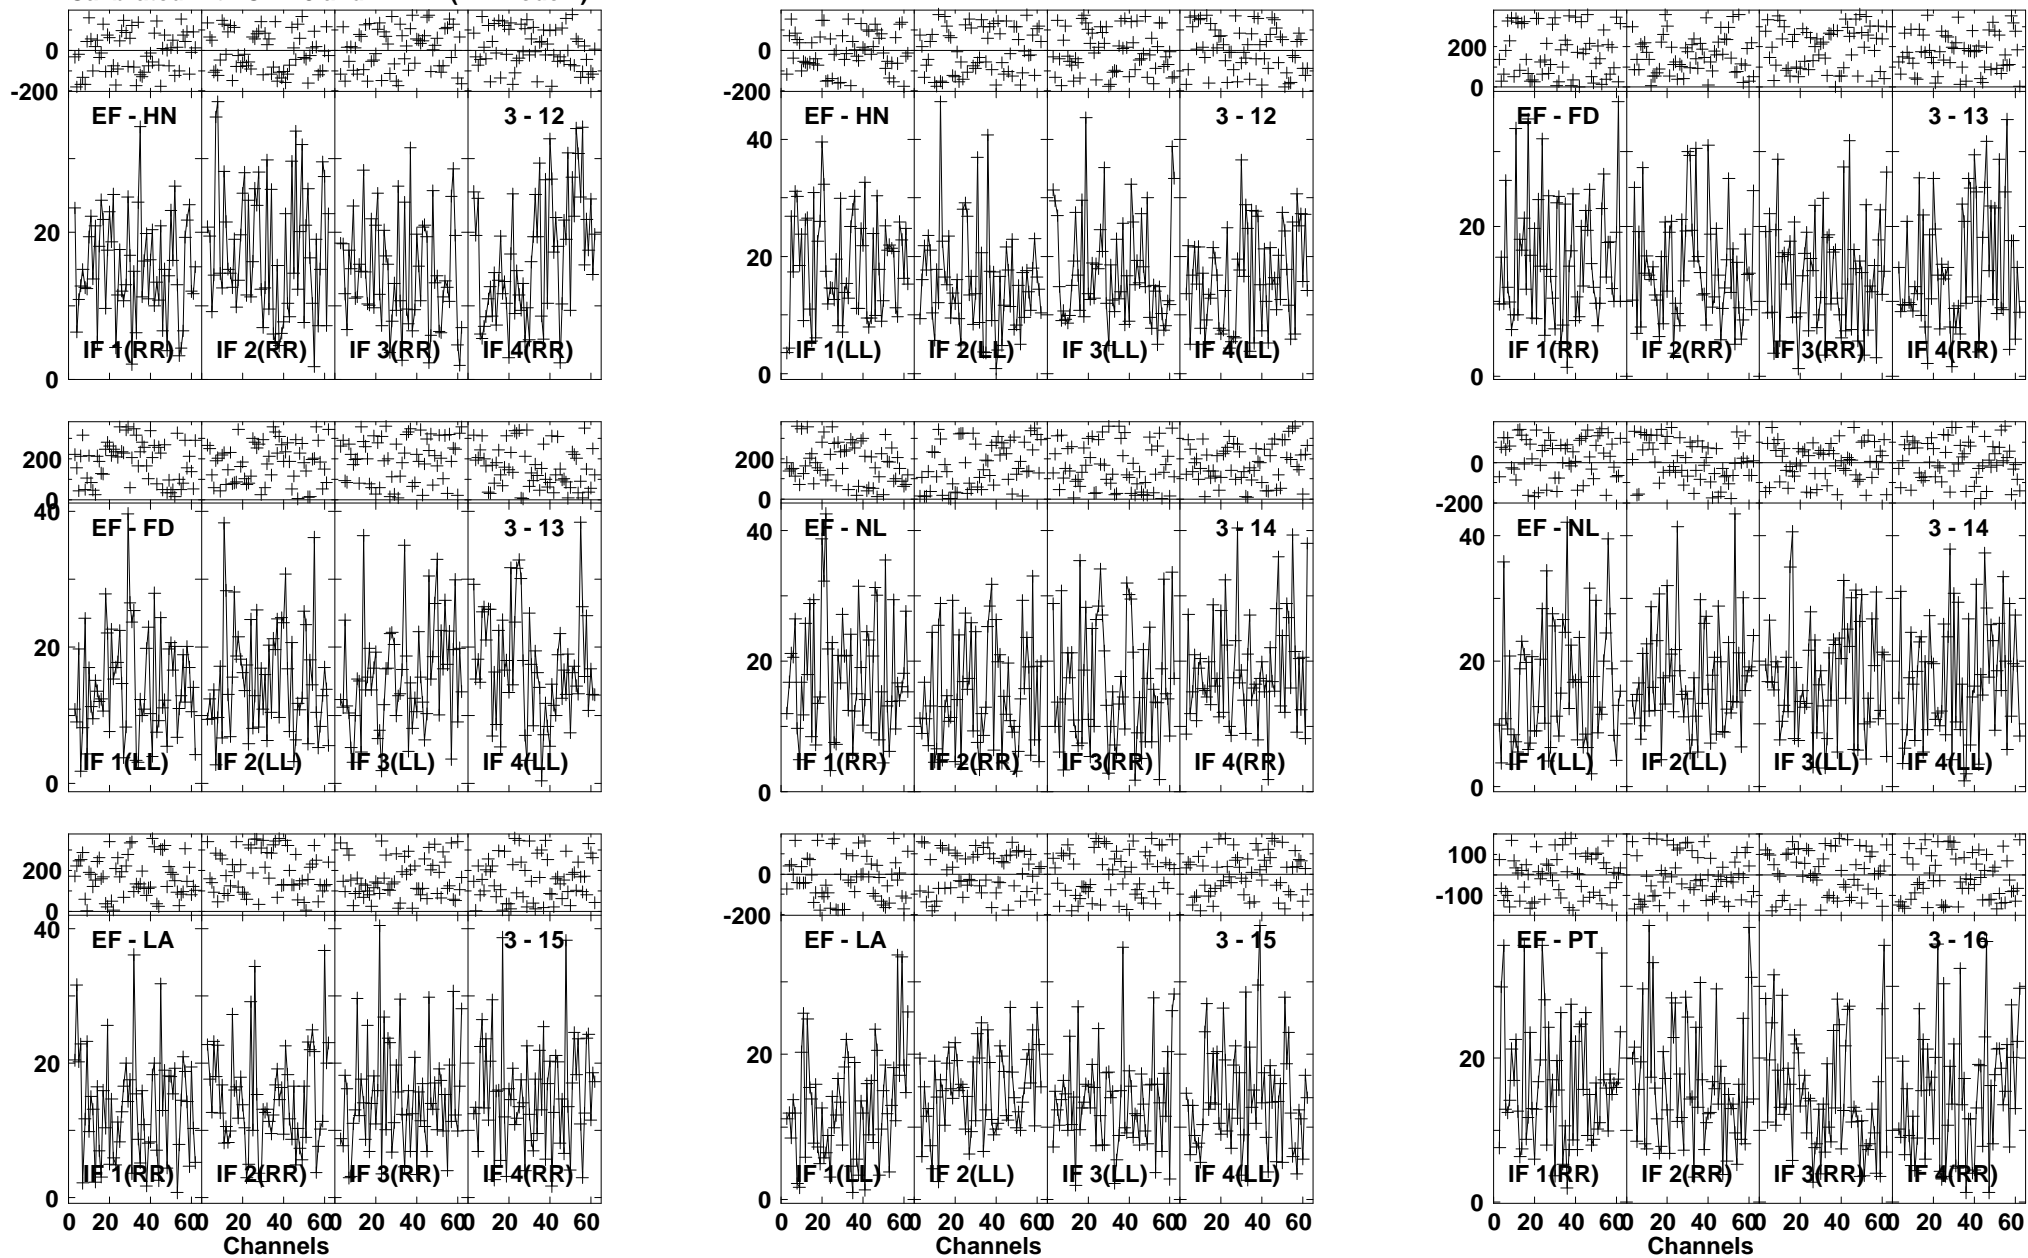 0 0 200
-200 -200 0
EF - HN 3 - 12 EF - HN 3 - 12 EF - FD 3 - 13
40
20 20 20
IF 1(RR) IF 2(RR) IF 3(RR) IF 4(RR) IF 1(LL) IF 2(LL) IF 3(LL) IF 4(LL) IF 1(RR) IF 2(RR) IF 3(RR) IF 4(RR)
0 0 0
200 200 0
0 0 -200
40 EF - FD 3 - 13 EF - NL 3 - 14 EF - NL 3 - 14
40 40
20 20 20
IF 1(LL) IF 2(LL) IF 3(LL) IF 4(LL) IF 1(RR) IF 2(RR) IF 3(RR) IF 4(RR) IF 1(LL) IF 2(LL) IF 3(LL) IF 4(LL)
0 0 0
200 0 100
0 -200 -100
40 EF - LA 3 - 15 EF - LA 3 - 15 EF - PT 3 - 16
20 20 20
IF 1(RR) IF 2(RR) IF 3(RR) IF 4(RR) IF 1(LL) IF 2(LL) IF 3(LL) IF 4(LL) IF 1(RR) IF 2(RR) IF 3(RR) IF 4(RR)
0 0 0
0 20 40 60 0 20 40 60 0 20 40 60 0 20 40 60 0 20 40 60 0 20 40 60 0 20 40 60 0 20 40 60 0 20 40 60 0 20 40 60 0 20 40 60 0 20 40 60
Channels Channels Channels